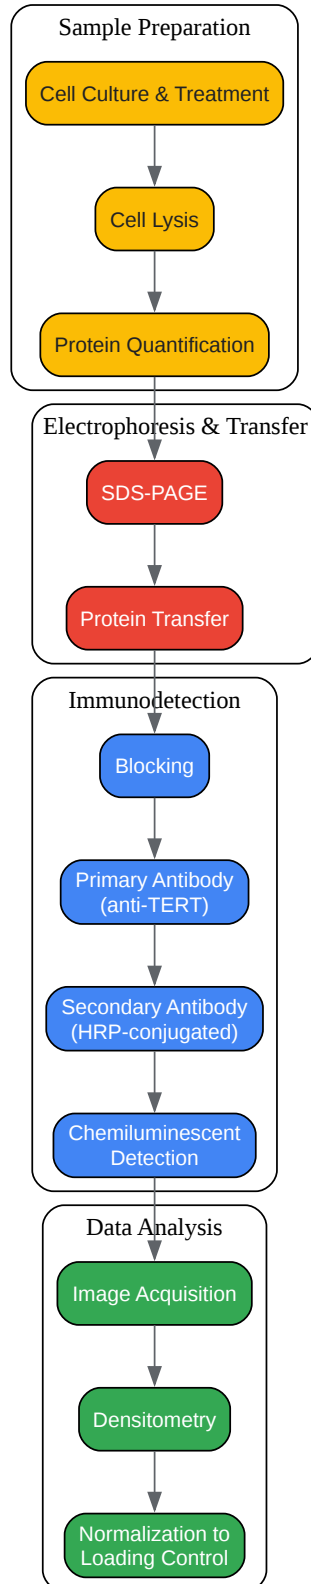 Sample Preparation
Cell Culture & Treatment
Cell Lysis
Protein Quantification
Electrophoresis & Transfer
SDS-PAGE
Protein Transfer
Immunodetection
Blocking
Primary Antibody
(anti-TERT)
Secondary Antibody
(HRP-conjugated)
Chemiluminescent
Detection
Data Analysis
Image Acquisition
Densitometry
Normalization to
Loading Control